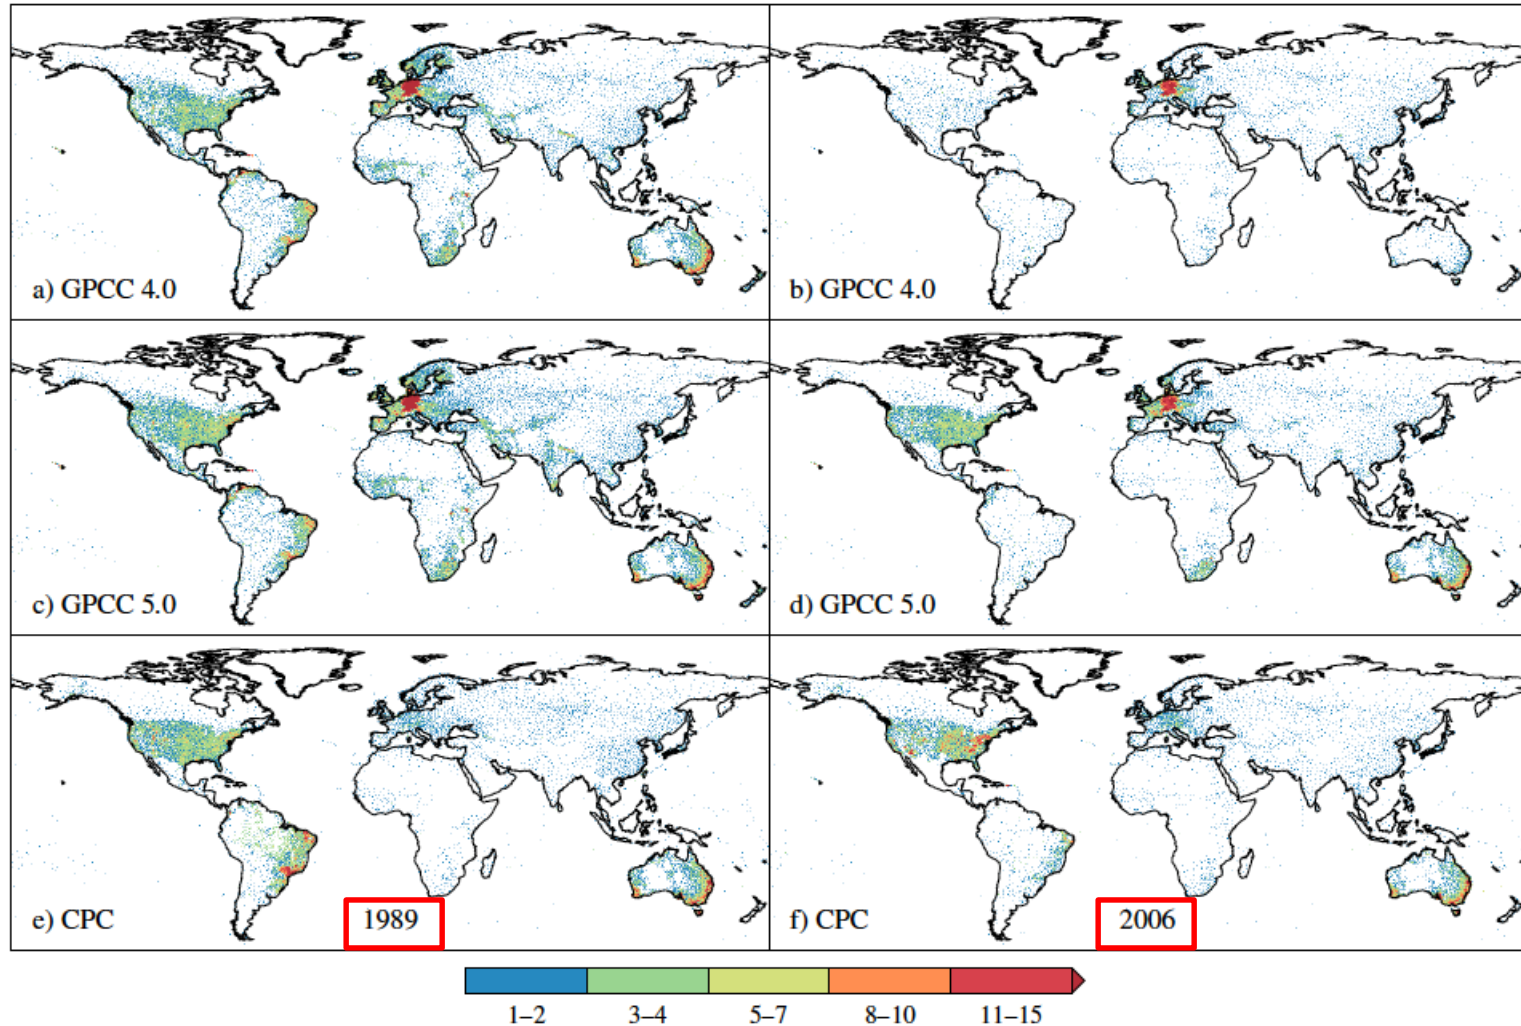 a) GPCC 4.0
b) GPCC 4.0
c) GPCC 5.0
d) GPCC 5.0
e) CPC
1989
f) CPC
2006
1–2
3–4
5–7
8–10
11–15